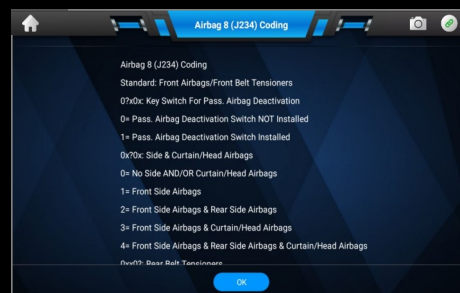 Airbag 8 (J234) Coding
Airbag 8 (J234) Coding
Standard: Front Airbags/Front Belt Tensioners
0?x0x: Key Switch For Pass. Airbag Deactivation
0= Pass. Airbag Deactivation Switch NOT Installed
1= Pass. Airbag Deactivation Switch Installed
0x?0x: Side & Curtain/Head Airbags
0= No Side AND/OR Curtain/Head Airbags
1= Front Side Airbags
2= Front Side Airbags & Rear Side Airbags
3= Front Side Airbags & Curtain/Head Airbags
4= Front Side Airbags & Rear Side Airbags & Curtain/Head Airbags
0xx0?: Rear Belt Tensioners
OK